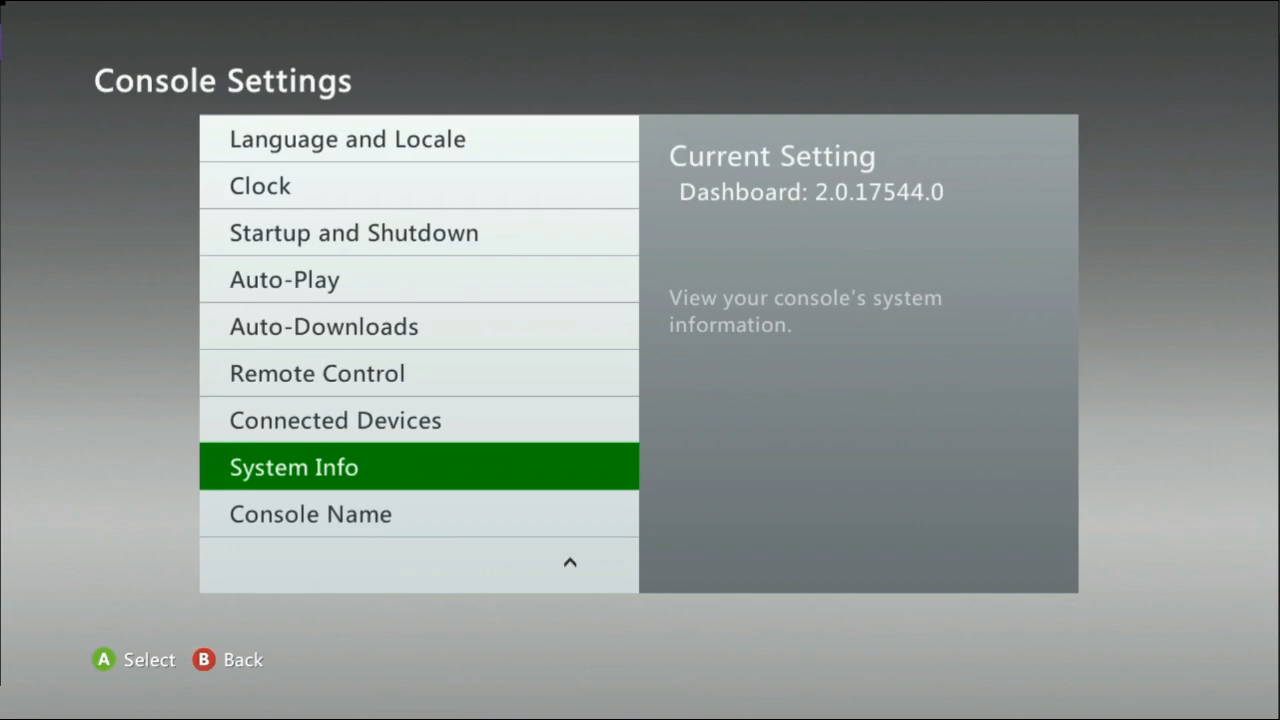 Console Settings
Language and Locale
Clock
Startup and Shutdown
Auto-Play
Auto-Downloads
Remote Control
Connected Devices
System Info
Console Name
Current Setting
Dashboard: 2.0.17544.0
View your console's system
information.
A Select B Back